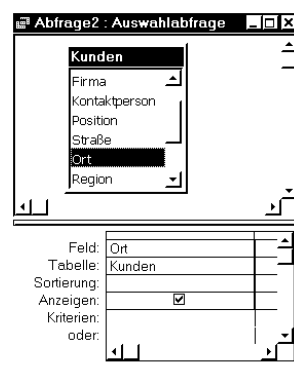 Abfrage2 : Auswahlabfrage
Kunden
Firma
Kontaktperson
Position
Straße
Ort
Region
Feld: Ort
Tabelle: Kunden
Sortierung:
Anzeigen:
Kriterien:
oder: